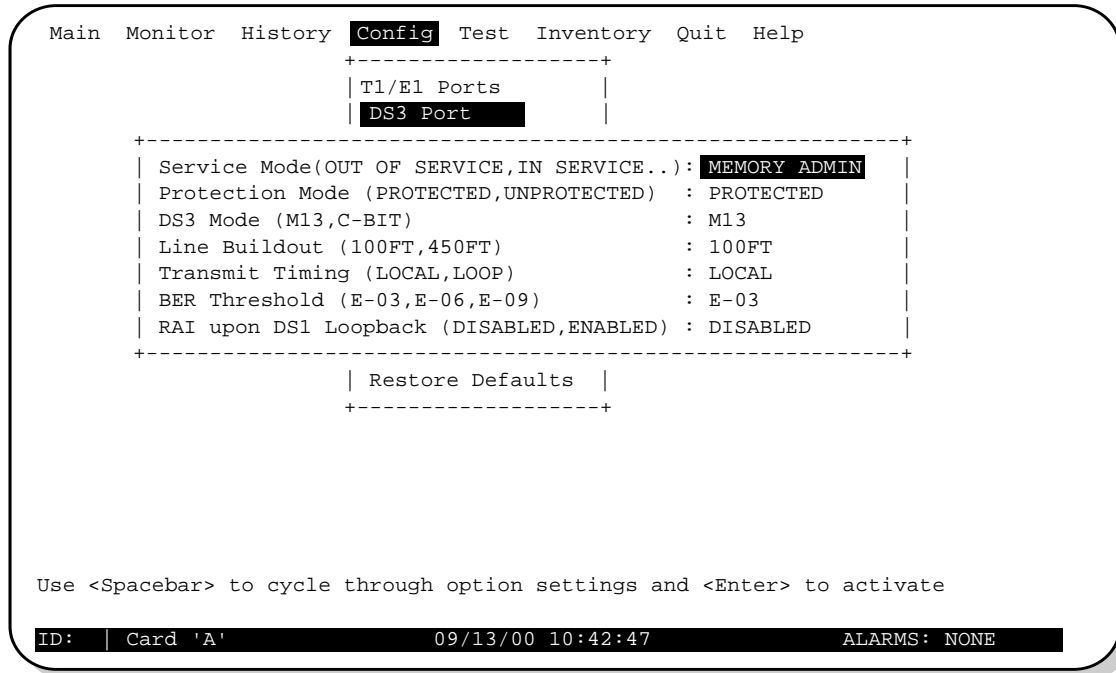 Main  Monitor  History  Config  Test  Inventory  Quit  Help
+-------------------+
|T1/E1 Ports        |
| DS3 Port          |
+-----------------------------------------------------------+
| Service Mode(OUT OF SERVICE,IN SERVICE..): MEMORY ADMIN   |
| Protection Mode (PROTECTED,UNPROTECTED)  : PROTECTED      |
| DS3 Mode (M13,C-BIT)                     : M13            |
| Line Buildout (100FT,450FT)              : 100FT          |
| Transmit Timing (LOCAL,LOOP)             : LOCAL          |
| BER Threshold (E-03,E-06,E-09)           : E-03           |
| RAI upon DS1 Loopback (DISABLED,ENABLED) : DISABLED       |
+-----------------------------------------------------------+
| Restore Defaults  |
+-------------------+
Use <Spacebar> to cycle through option settings and <Enter> to activate
ID:  | Card 'A'                09/13/00 10:42:47               ALARMS: NONE